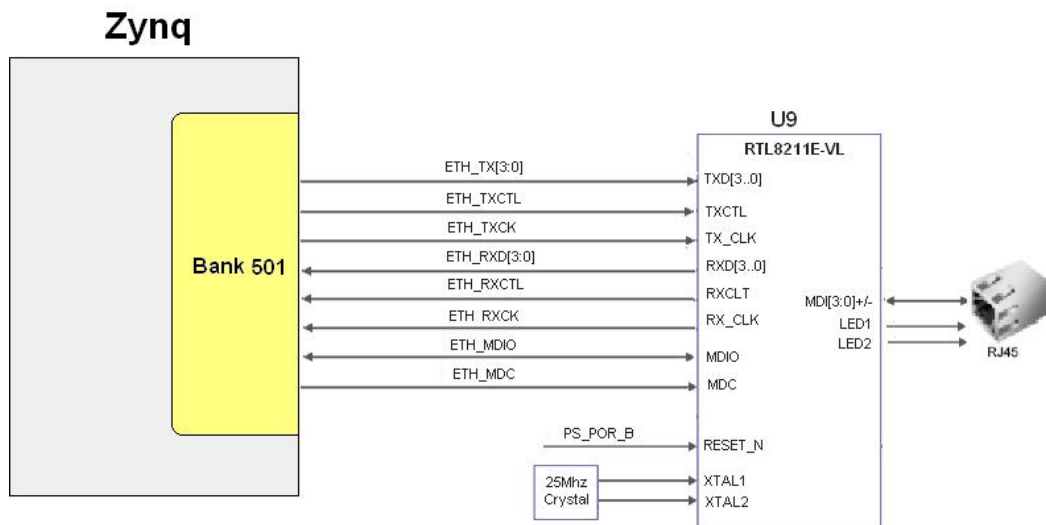 Zynq
Bank 501
ETH_TX[3:0]
ETH_TXCTL
ETH_TXCK
ETH_RXD[3:0]
ETH_RXCTL
ETH_RXCK
ETH_MDIO
ETH_MDC
PS_POR_B
25Mhz
Crystal
U9
RTL8211E-VL
TXD[3..0]
TXCTL
TX_CLK
RXD[3..0]
RXCLT
RX_CLK
MDIO
MDC
RESET_N
XTAL1
XTAL2
MDI[3:0]+/-
LED1
LED2
RJ45